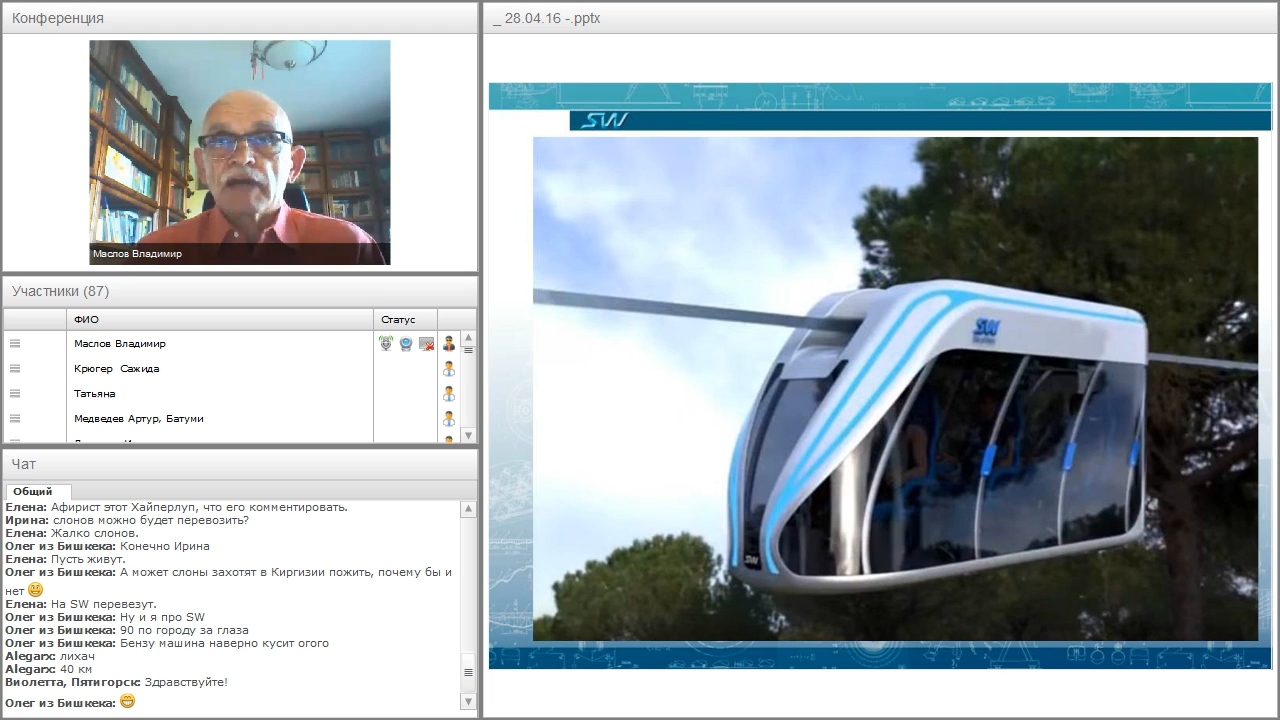 Конференция
Маслов Владимир
Участники (87)
ФИО
Статус
Маслов Владимир
Крюгер Сажида
Татьяна
Медведев Артур, Батуми
Чат
Общий
Елена: Афирист этот Хайперлуп, что его комментировать.
Ирина: слонов можно будет перевозить?
Елена: Жалко слонов.
Олег из Бишкека: Конечно Ирина
Елена: Пусть живут.
Олег из Бишкека: А может слоны захотят в Киргизии пожить, почему бы и
нет
Елена: На SW перевезут.
Олег из Бишкека: Ну и я про SW
Олег из Бишкека: 90 по городу за глаза
Олег из Бишкека: Бензу машина наверно кусит огого
Alegarx: лихач
Alegarx: 40 км
Виолетта, Пятигорск: Здравствуйте!
Олег из Бишкека:
_ 28.04.16 -.pptx
SW
SW
SW